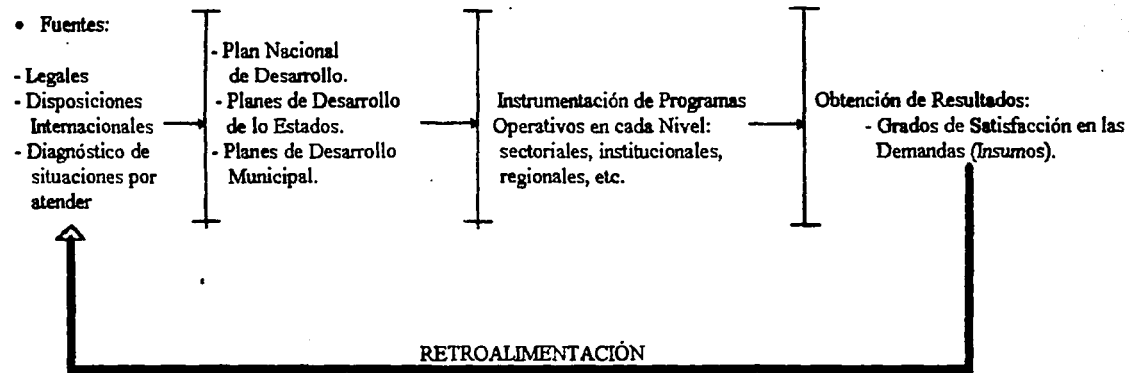 • Fuentes:
- Legales
- Disposiciones
Internacionales
- Diagnóstico de
situaciones por
atender
- Plan Nacional
de Desarrollo.
- Planes de Desarrollo
de lo Estados.
- Planes de Desarrollo
Municipal.
Instrumentación de Programas
Operativos en cada Nivel:
sectoriales, institucionales,
regionales, etc.
Obtención de Resultados:
- Grados de Satisfacción en las
Demandas (Insumos).
RETROALIMENTACIÓN